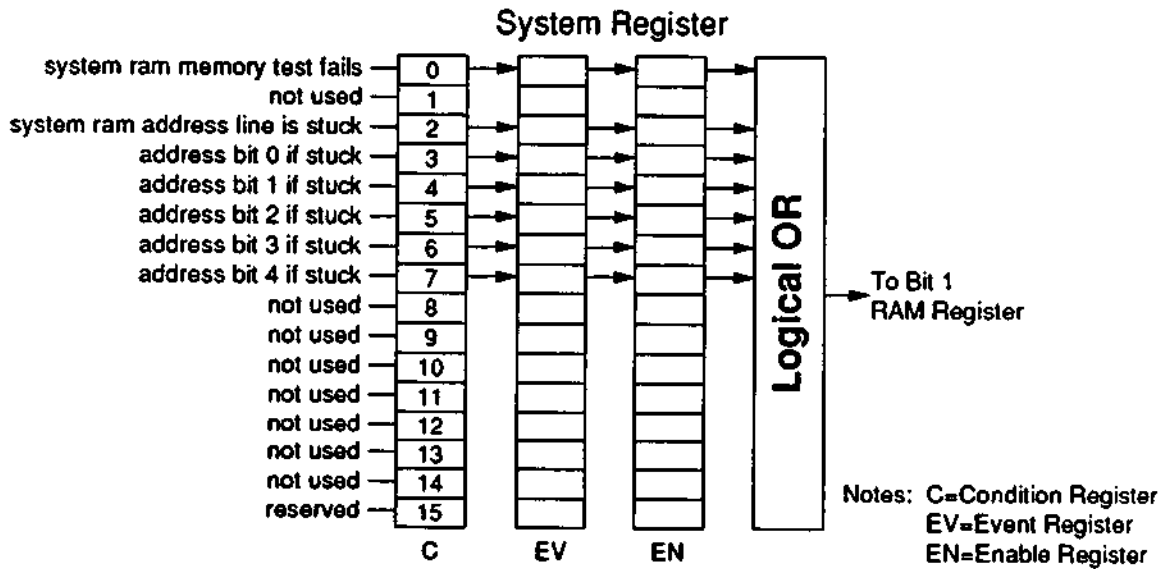 System Register
system ram memory test fails 0
not used 1
system ram address line is stuck 2
address bit 0 if stuck 3
address bit 1 if stuck 4
address bit 2 if stuck 5
address bit 3 if stuck 6
address bit 4 if stuck 7
not used 8
not used 9
not used 10
not used 11
not used 12
not used 13
not used 14
reserved 15
C EV EN
Logical OR
To Bit 1
RAM Register
Notes: C=Condition Register
EV=Event Register
EN=Enable Register